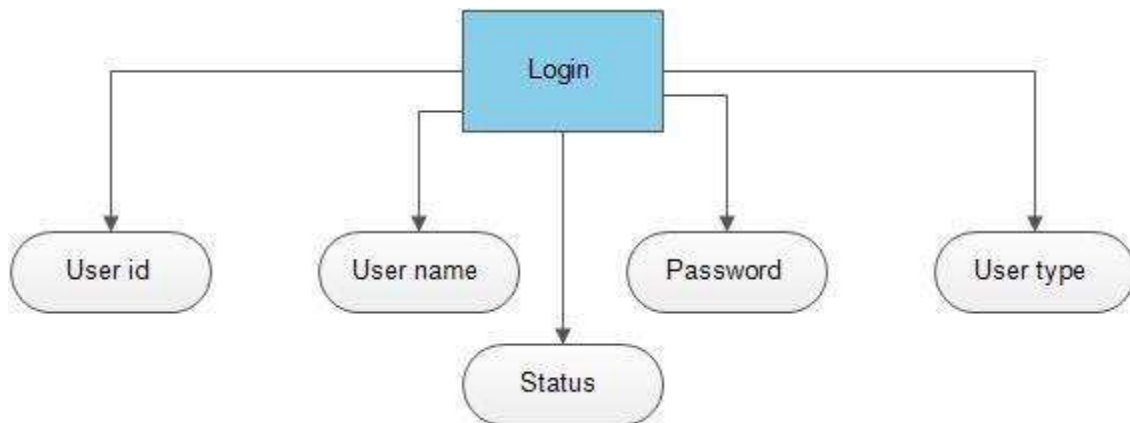 Login
User id
User name
Password
User type
Status